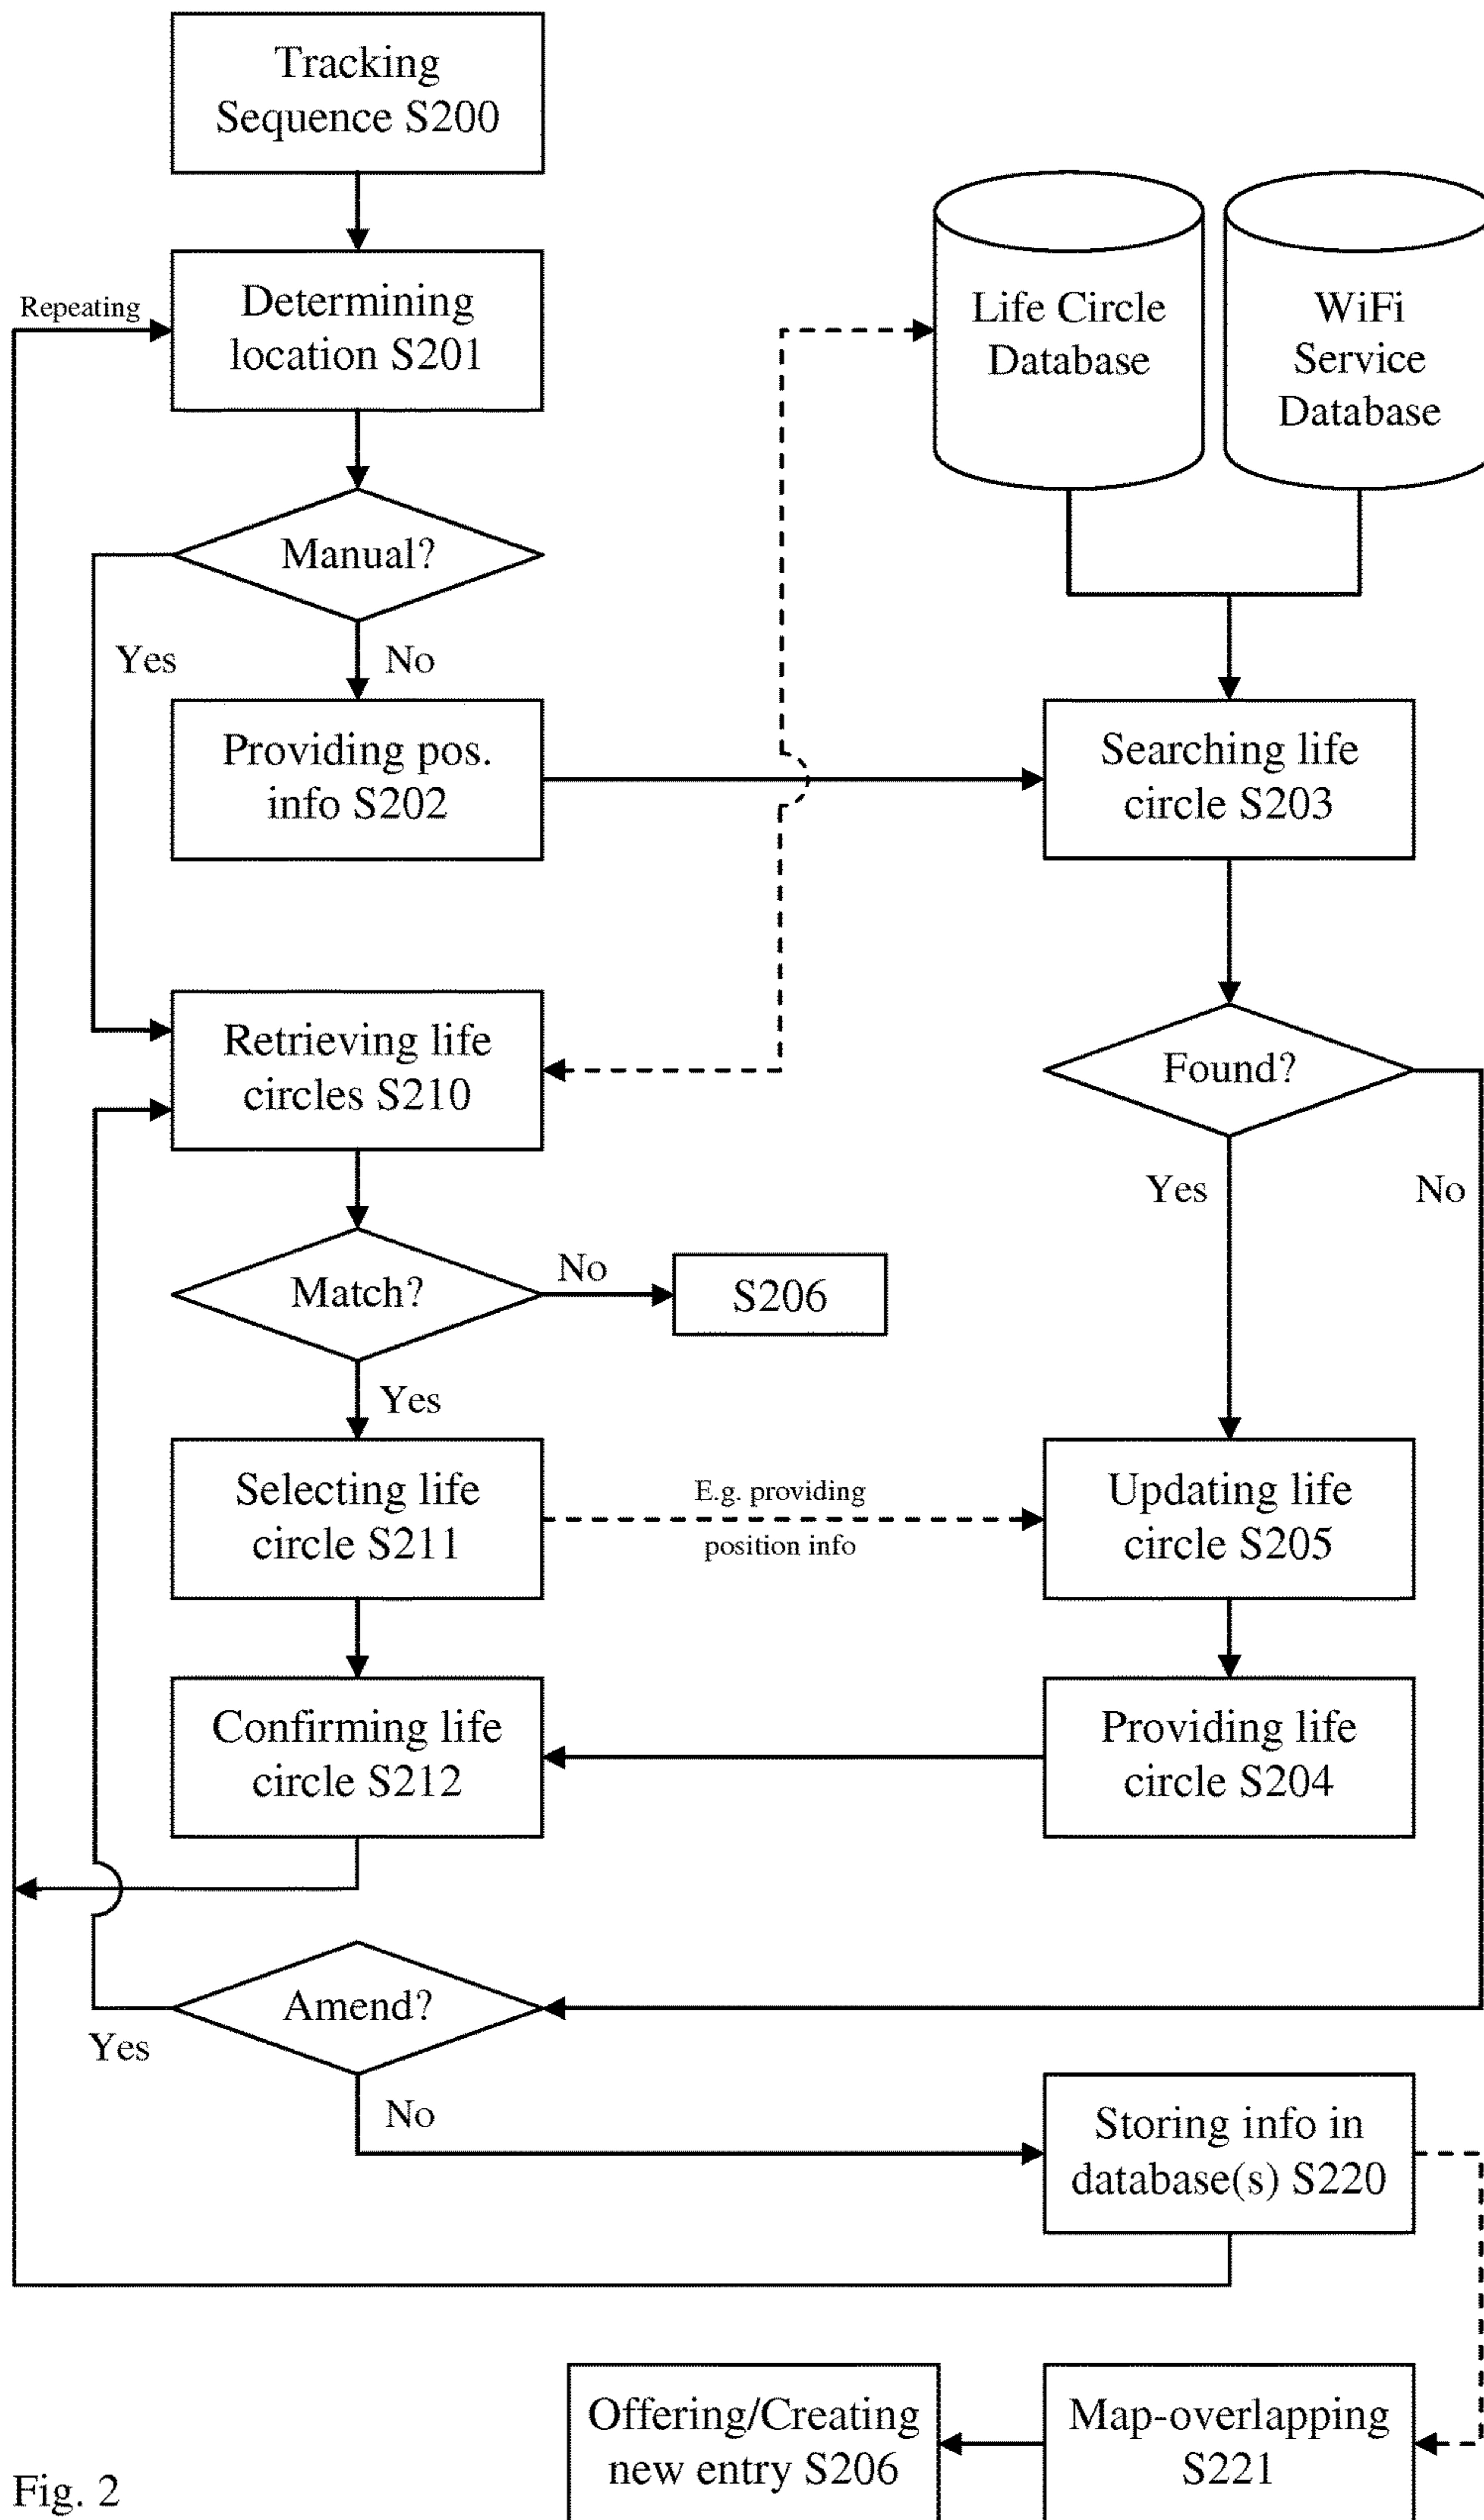 Tracking
Sequence S200
Repeating
Determining
location S201
Life Circle
Database
WiFi
Service
Database
Manual?
Yes
No
Providing pos.
info S202
Searching life
circle S203
Retrieving life
circles S210
Found?
Yes
No
Match?
No
S206
Yes
Selecting life
circle S211
E.g. providing
position info
Updating life
circle S205
Confirming life
circle S212
Providing life
circle S204
Amend?
Yes
No
Storing info in
database(s) S220
Offering/Creating
new entry S206
Map-overlapping
S221
Fig. 2